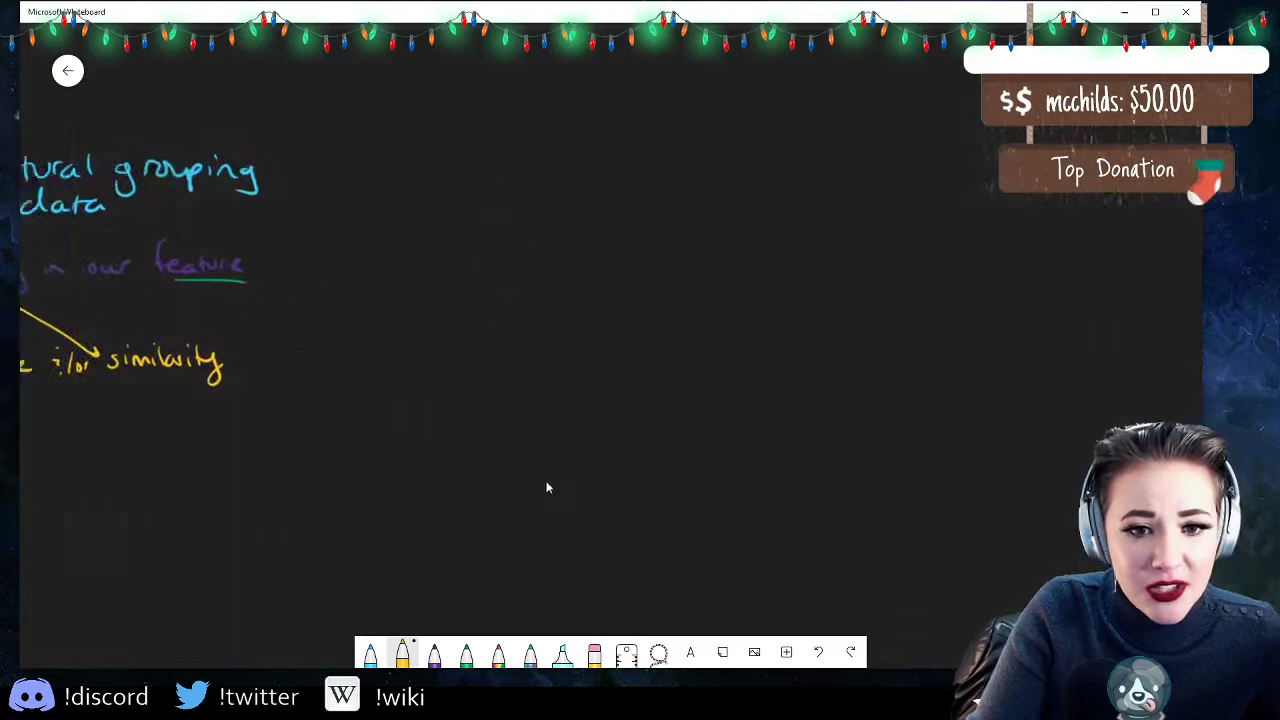 Microsoft Whiteboard
$$ mcchilds: $50.00
Top Donation
tural grouping
data
in our feature
similarity
A
!discord
!twitter
W !wiki